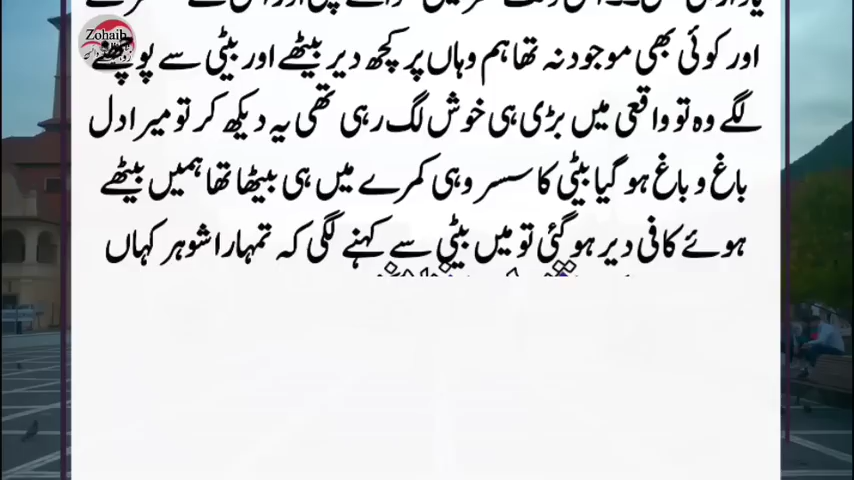 Zohaib
اور کوئی بھی موجود نہ تھا ہم وہاں پر کچھ دیر بیٹھے اور بیٹی سے پوچھنے
لگے وہ تو واقعی میں بڑی ہی خوش لگ رہی تھی یہ دیکھ کر تو میرا دل
باغ و باغ ہو گیا بیٹی کا سسر وہی کمرے میں ہی بیٹھا تھا ہمیں بیٹھے
ہوئے کافی دیر ہو گئی تو میں بیٹی سے کہنے لگی کہ تمہارا شوہر کہاں